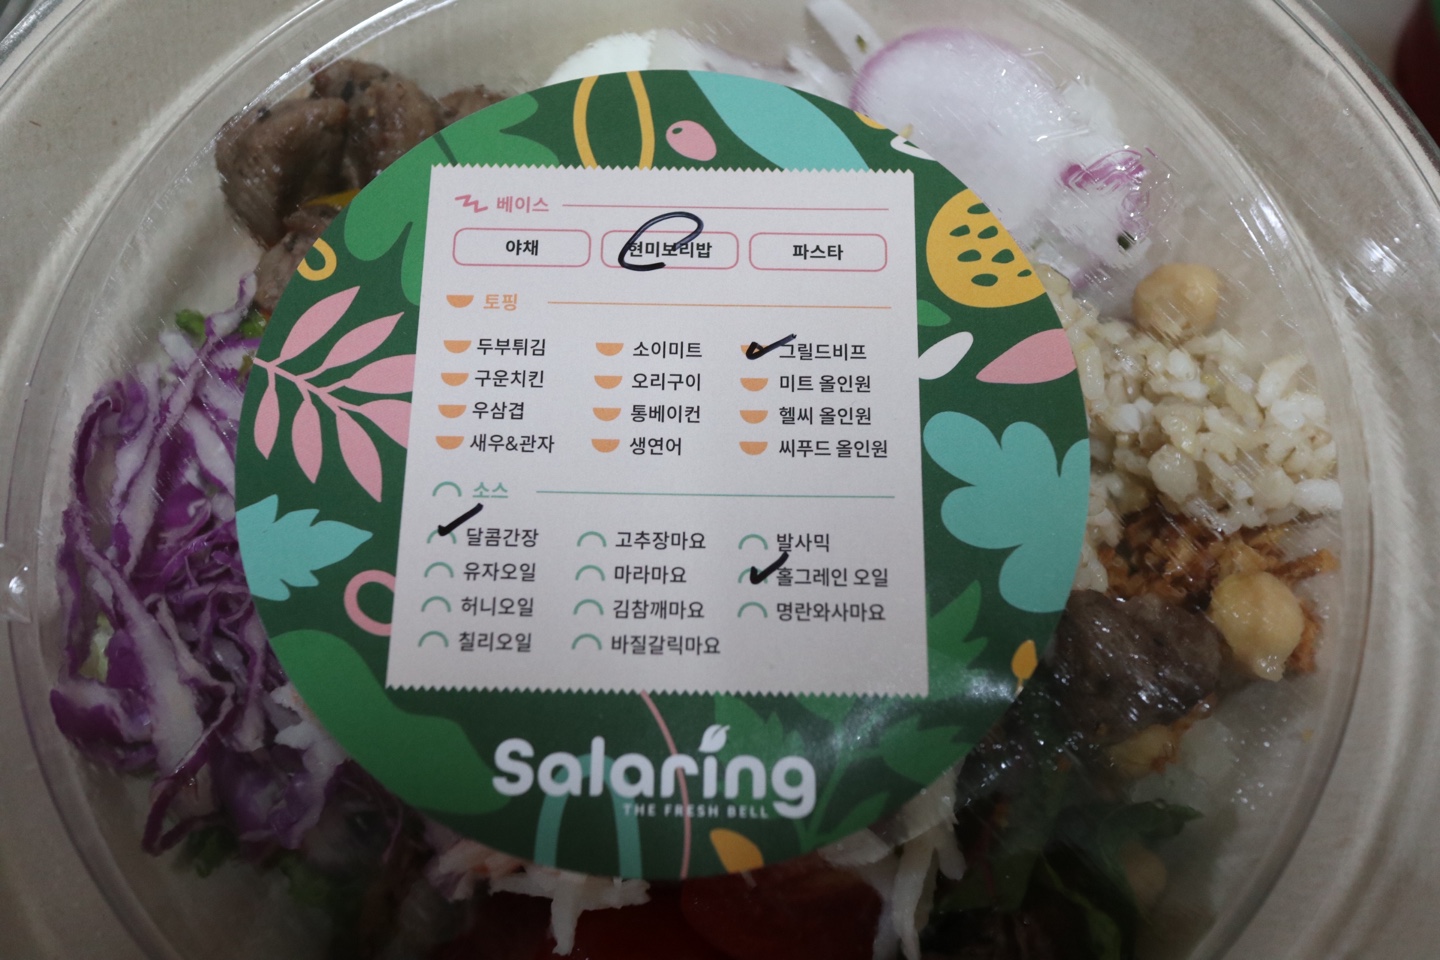 베이스
야채 현미보리밥 파스타
토핑
두부튀김 소이미트 그릴드비프
구운치킨 오리구이 미트 올인원
우삼겹 통베이컨 헬씨 올인원
새우&관자 생연어 씨푸드 올인원
소스
달콤간장 고추장마요 발사믹
유자오일 마라마요 홀그레인 오일
허니오일 김참깨마요 명란와사마요
칠리오일 바질갈릭마요
Salaring
THE FRESH BELL